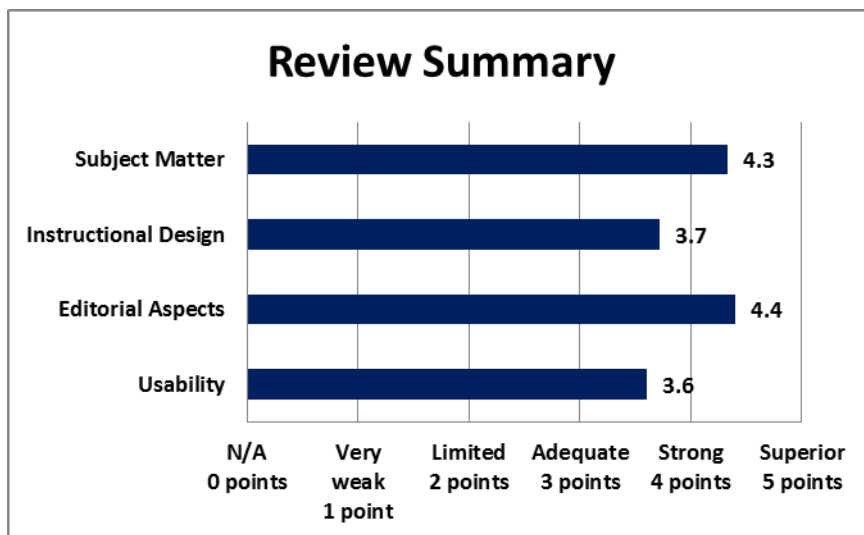 Review Summary
Subject Matter
4.3
Instructional Design
3.7
Editorial Aspects
4.4
Usability
3.6
N/A
0 points
Very
weak
1 point
Limited
2 points
Adequate
3 points
Strong
4 points
Superior
5 points